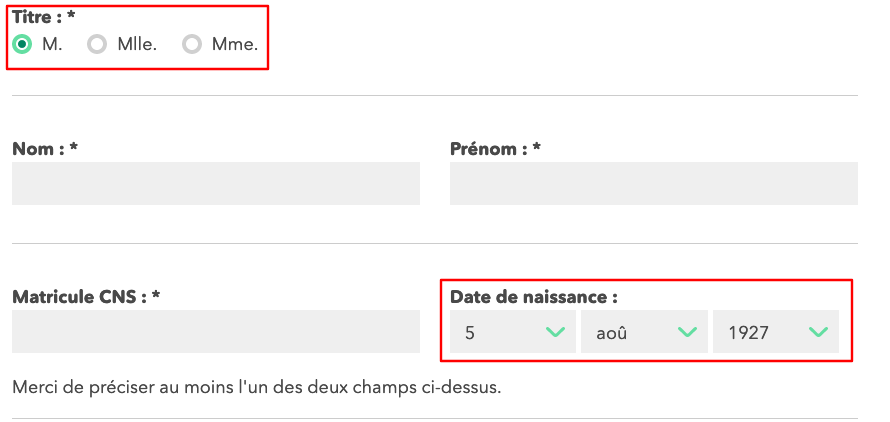 Titre : *
M. Mlle. Mme.
Nom : * Prénom : *
Matricule CNS : * Date de naissance :
5 aoû 1927
Merci de préciser au moins l'un des deux champs ci-dessus.